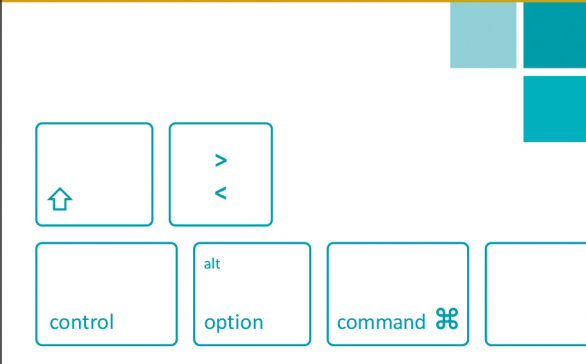 ⇧
>
<
alt
control
option
command ⌘